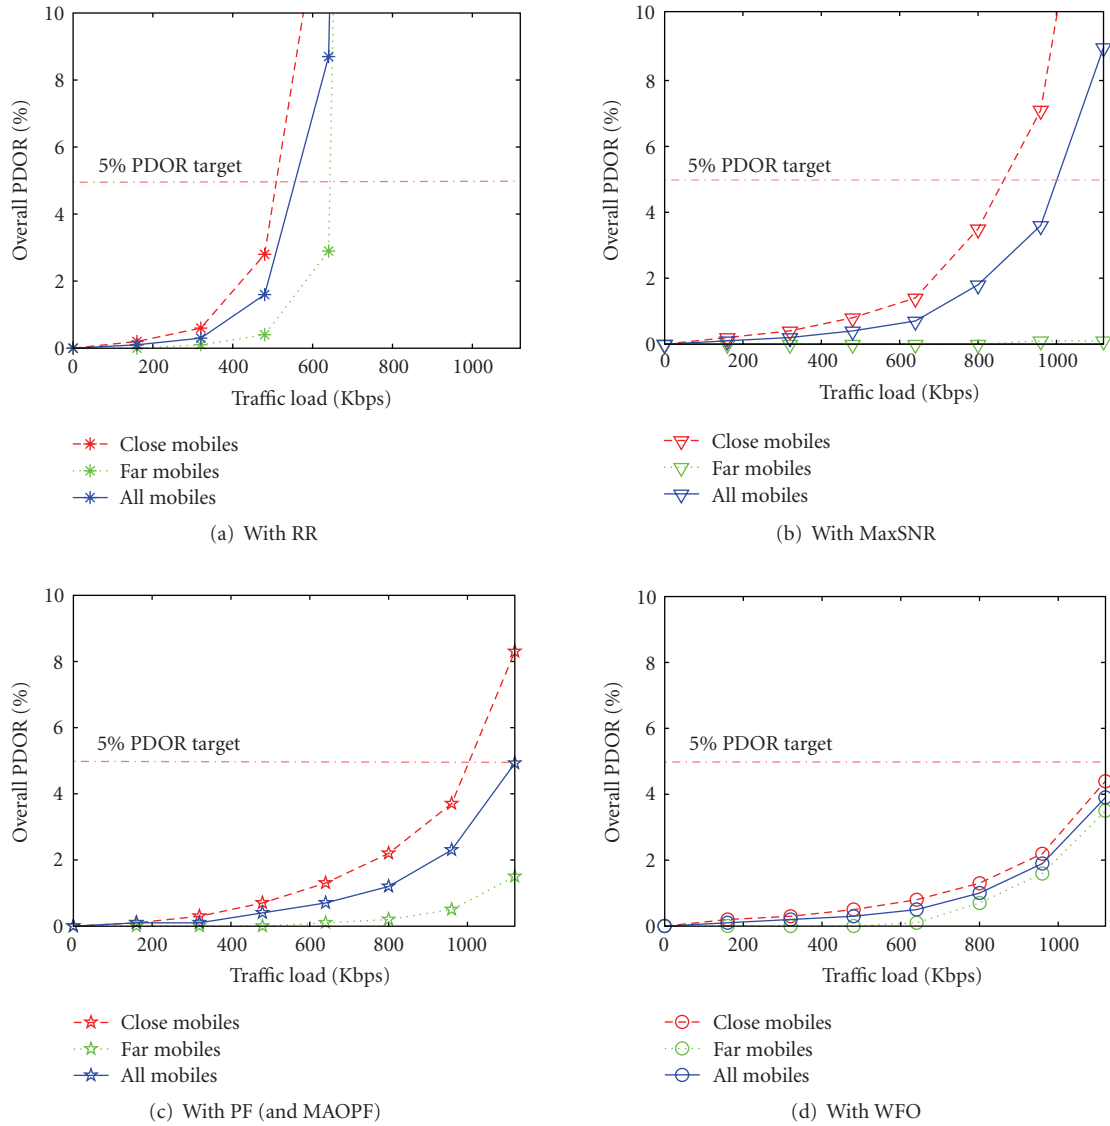 10
8
6
4
2
0
Overall PDOR (%)
5% PDOR target
0 200 400 600 800 1000
Traffic load (Kbps)
Close mobiles
Far mobiles
All mobiles
(a) With RR
10
8
6
4
2
0
Overall PDOR (%)
5% PDOR target
0 200 400 600 800 1000
Traffic load (Kbps)
Close mobiles
Far mobiles
All mobiles
(b) With MaxSNR
10
8
6
4
2
0
Overall PDOR (%)
5% PDOR target
0 200 400 600 800 1000
Traffic load (Kbps)
Close mobiles
Far mobiles
All mobiles
(c) With PF (and MAOPF)
10
8
6
4
2
0
Overall PDOR (%)
5% PDOR target
0 200 400 600 800 1000
Traffic load (Kbps)
Close mobiles
Far mobiles
All mobiles
(d) With WFO